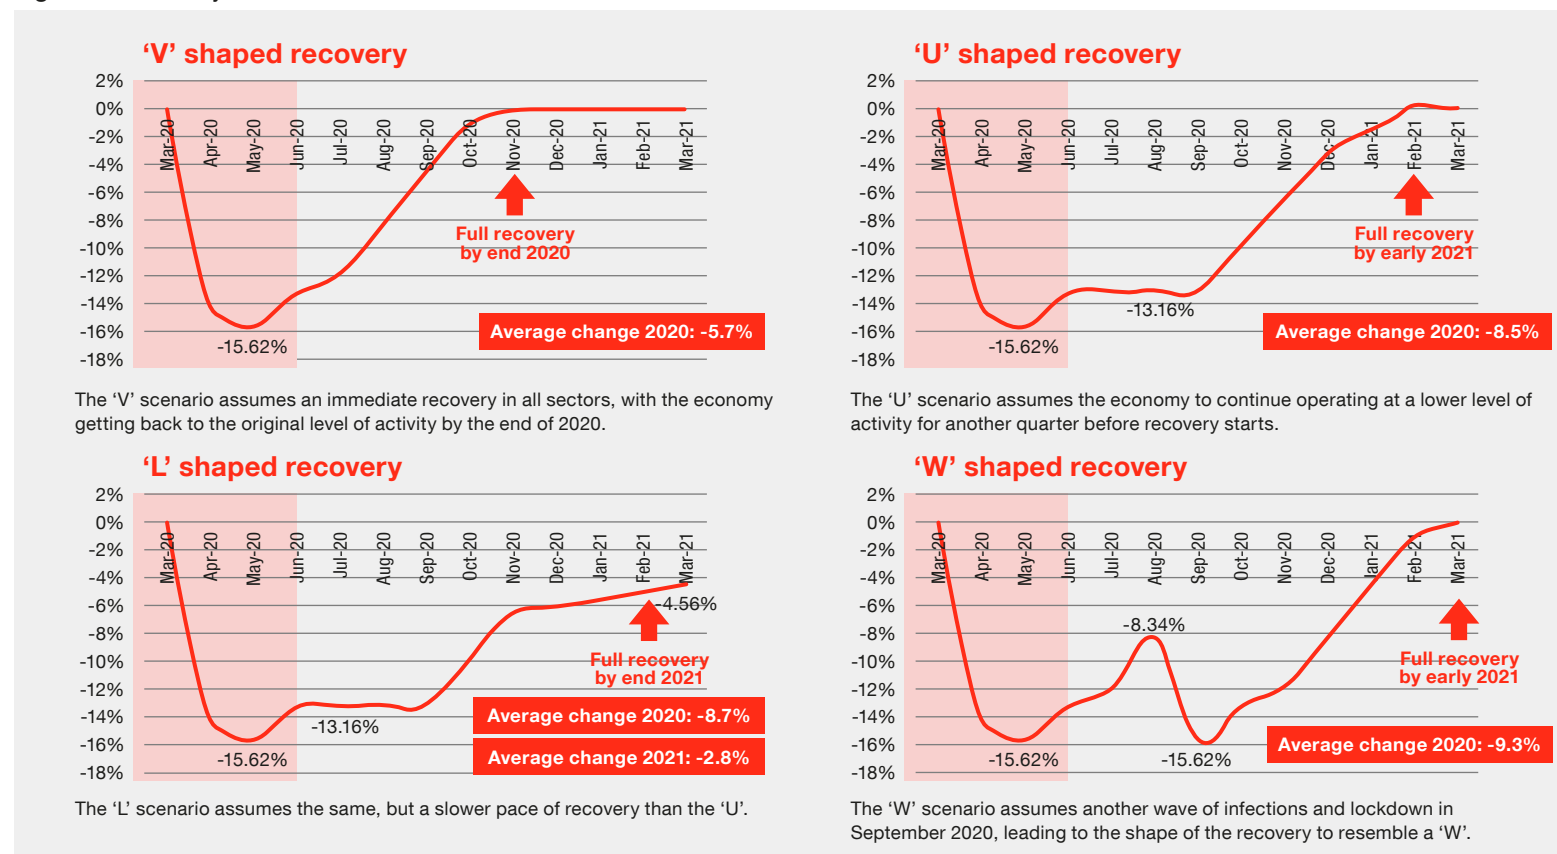 ‘V’ shaped recovery
2%
0%
-2%
-4%
-6%
-8%
-10%
-12%
-14%
-16%
-18%
Mar-20
Apr-20
May-20
Jun-20
Jul-20
Aug-20
Sep-20
Oct-20
Nov-20
Dec-20
Jan-21
Feb-21
Mar-21
Full recovery
by end 2020
-15.62%
Average change 2020: -5.7%
The ‘V’ scenario assumes an immediate recovery in all sectors, with the economy
getting back to the original level of activity by the end of 2020.
‘U’ shaped recovery
2%
0%
-2%
-4%
-6%
-8%
-10%
-12%
-14%
-16%
-18%
Mar-20
Apr-20
May-20
Jun-20
Jul-20
Aug-20
Sep-20
Oct-20
Nov-20
Dec-20
Jan-21
Feb-21
Mar-21
Full recovery
by early 2021
-13.16%
-15.62%
Average change 2020: -8.5%
The ‘U’ scenario assumes the economy to continue operating at a lower level of
activity for another quarter before recovery starts.
‘L’ shaped recovery
2%
0%
-2%
-4%
-6%
-8%
-10%
-12%
-14%
-16%
-18%
Mar-20
Apr-20
May-20
Jun-20
Jul-20
Aug-20
Sep-20
Oct-20
Nov-20
Dec-20
Jan-21
Feb-21
Mar-21
-4.56%
Full recovery
by end 2021
-13.16%
-15.62%
Average change 2020: -8.7%
Average change 2021: -2.8%
The ‘L’ scenario assumes the same, but a slower pace of recovery than the ‘U’.
‘W’ shaped recovery
2%
0%
-2%
-4%
-6%
-8%
-10%
-12%
-14%
-16%
-18%
Mar-20
Apr-20
May-20
Jun-20
Jul-20
Aug-20
Sep-20
Oct-20
Nov-20
Dec-20
Jan-21
Feb-21
Mar-21
-8.34%
Full recovery
by early 2021
-15.62%
-15.62%
Average change 2020: -9.3%
The ‘W’ scenario assumes another wave of infections and lockdown in
September 2020, leading to the shape of the recovery to resemble a ‘W’.